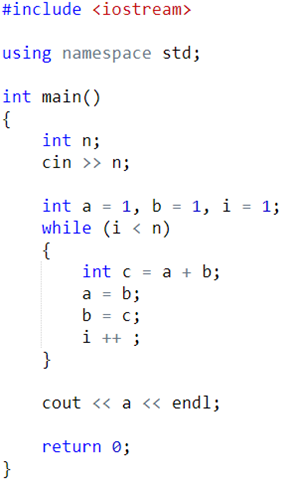 #include <iostream>
using namespace std;
int main()
{
    int n;
    cin >> n;
    int a = 1, b = 1, i = 1;
    while (i < n)
    {
        int c = a + b;
        a = b;
        b = c;
        i ++ ;
    }
    cout << a << endl;
    return 0;
}